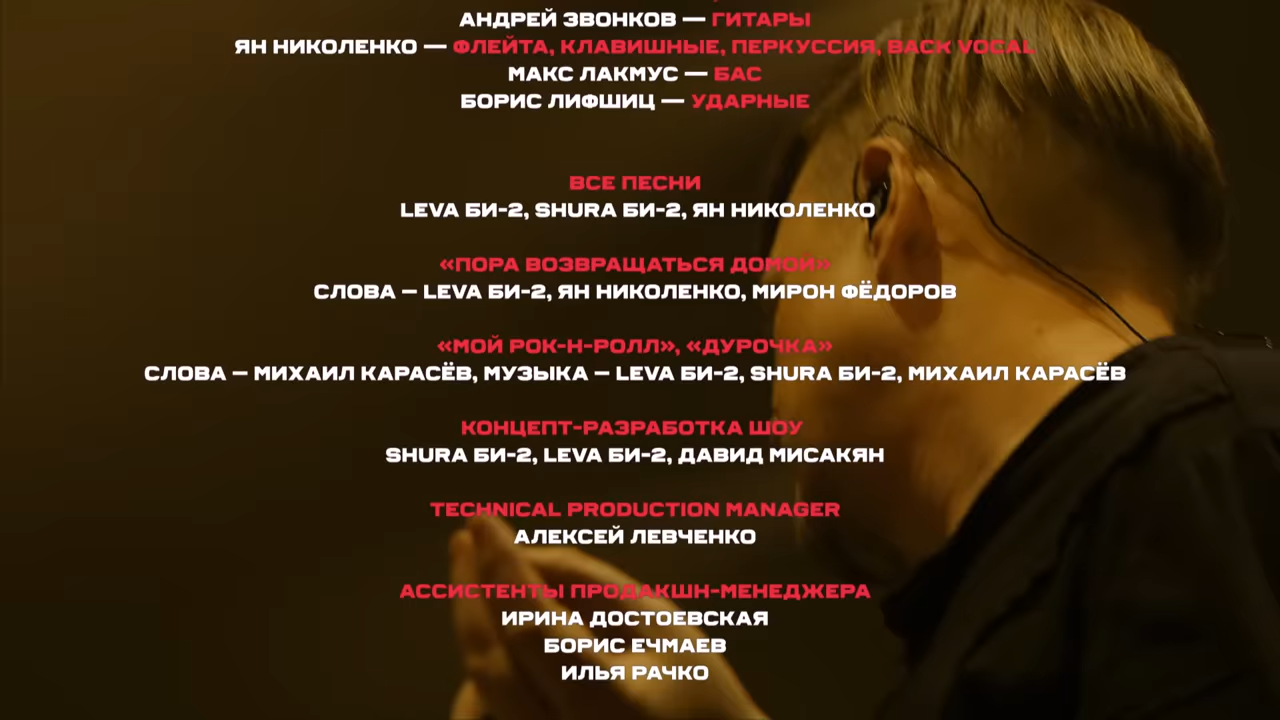 АНДРЕЙ ЗВОНКОВ — ГИТАРЫ
ЯН НИКОЛЕНКО — ФЛЕЙТА, КЛАВИШНЫЕ, ПЕРКУССИЯ, BACK VOCAL
МАКС ЛАКМУС — БАС
БОРИС ЛИФШИЦ — УДАРНЫЕ
ВСЕ ПЕСНИ
LEVA БИ-2, SHURA БИ-2, ЯН НИКОЛЕНКО
«ПОРА ВОЗВРАЩАТЬСЯ ДОМОЙ»
СЛОВА – LEVA БИ-2, ЯН НИКОЛЕНКО, МИРОН ФЁДОРОВ
«МОЙ РОК-Н-РОЛЛ», «ДУРОЧКА»
СЛОВА – МИХАИЛ КАРАСЁВ, МУЗЫКА – LEVA БИ-2, SHURA БИ-2, МИХАИЛ КАРАСЁВ
КОНЦЕПТ-РАЗРАБОТКА ШОУ
SHURA БИ-2, LEVA БИ-2, ДАВИД МИСАКЯН
TECHNICAL PRODUCTION MANAGER
АЛЕКСЕЙ ЛЕВЧЕНКО
АССИСТЕНТЫ ПРОДАКШН-МЕНЕДЖЕРА
ИРИНА ДОСТОЕВСКАЯ
БОРИС ЕЧМАЕВ
ИЛЬЯ РАЧКО